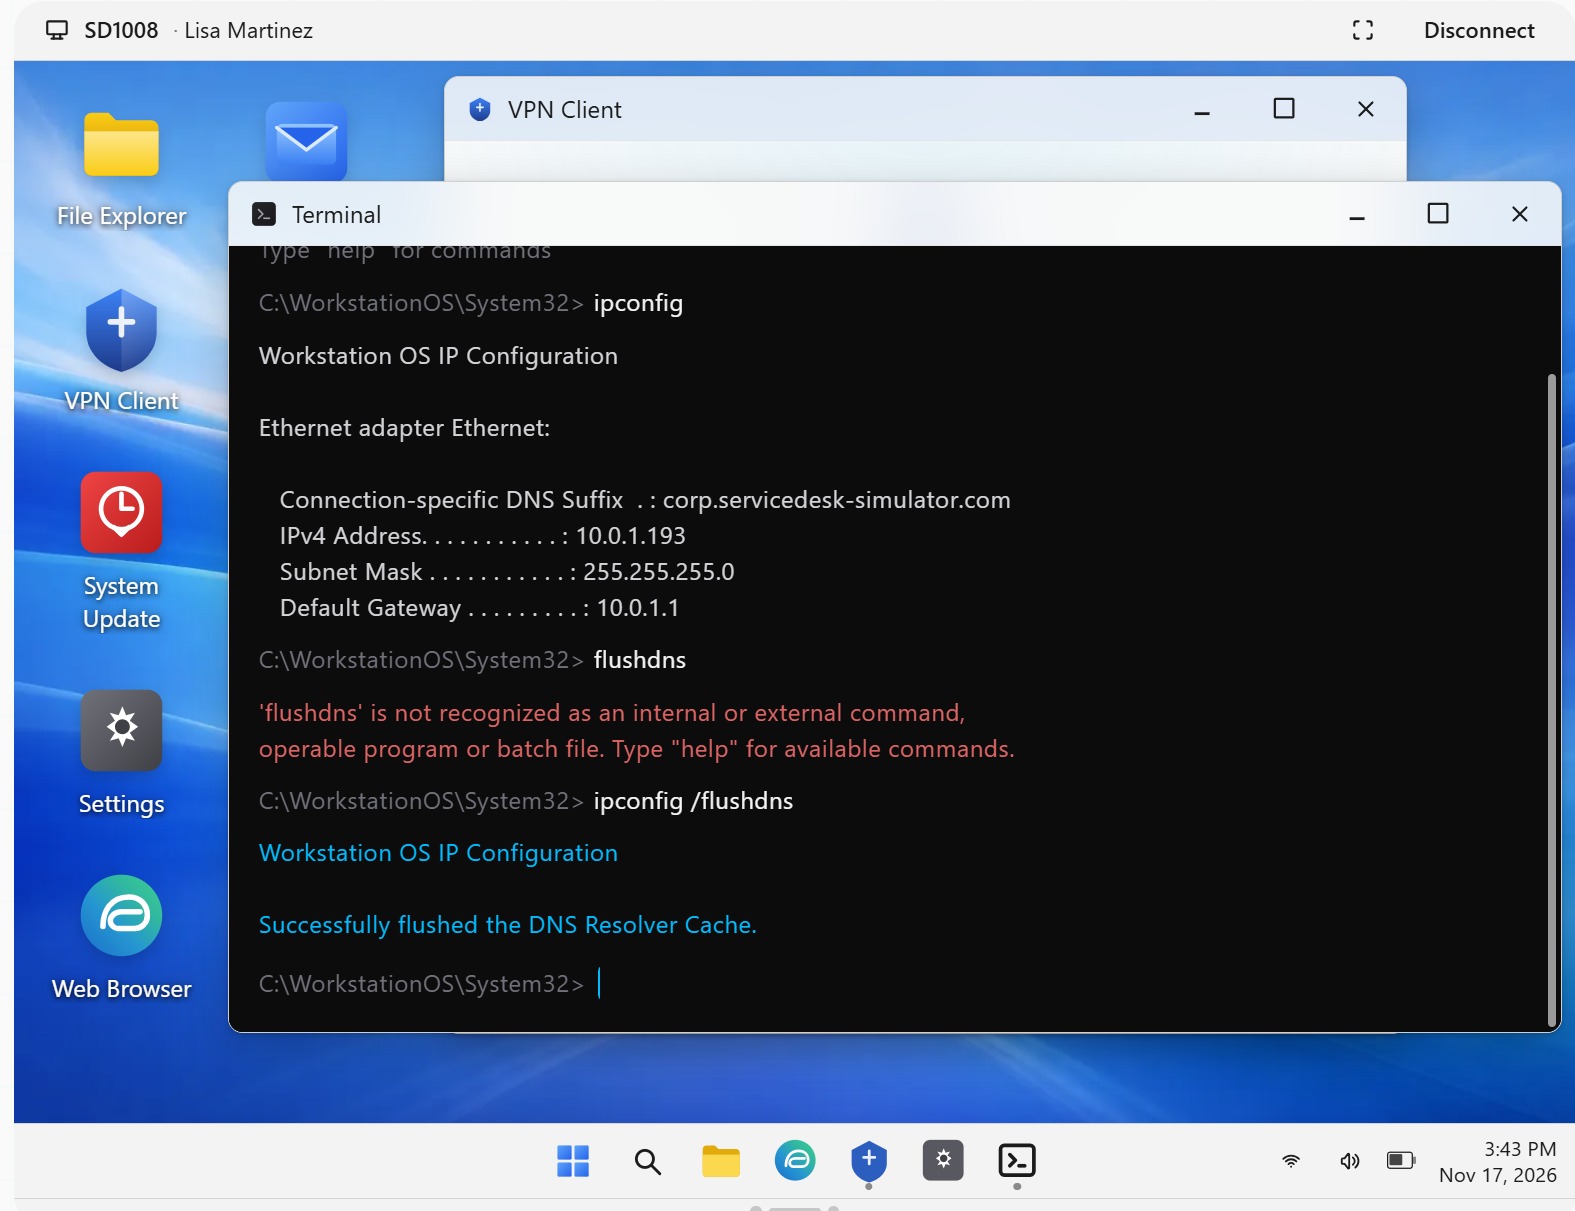 SD1008 · Lisa Martinez
Disconnect
File Explorer
VPN Client
System
Update
Settings
Web Browser
VPN Client
Terminal
Type "help" for commands
C:\WorkstationOS\System32> ipconfig
Workstation OS IP Configuration
Ethernet adapter Ethernet:
Connection-specific DNS Suffix  . : corp.servicedesk-simulator.com
IPv4 Address. . . . . . . . . . . : 10.0.1.193
Subnet Mask . . . . . . . . . . . : 255.255.255.0
Default Gateway . . . . . . . . . : 10.0.1.1
C:\WorkstationOS\System32> flushdns
'flushdns' is not recognized as an internal or external command,
operable program or batch file. Type "help" for available commands.
C:\WorkstationOS\System32> ipconfig /flushdns
Workstation OS IP Configuration
Successfully flushed the DNS Resolver Cache.
C:\WorkstationOS\System32>
3:43 PM
Nov 17, 2026